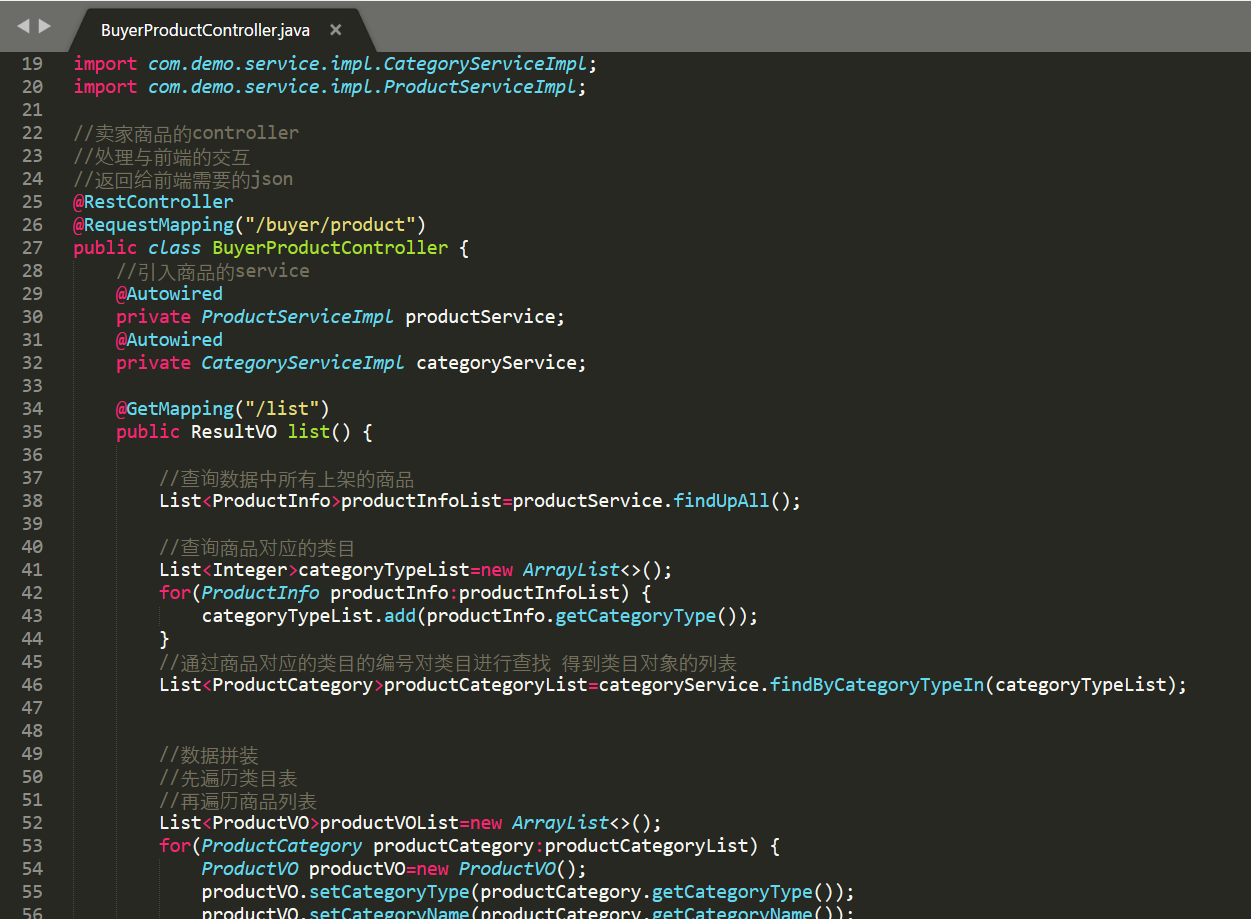 BuyerProductController.java ×
19 import com.demo.service.impl.CategoryServiceImpl;
20 import com.demo.service.impl.ProductServiceImpl;
21
22 //卖家商品的controller
23 //处理与前端的交互
24 //返回给前端需要的json
25 @RestController
26 @RequestMapping("/buyer/product")
27 public class BuyerProductController {
28     //引入商品的service
29     @Autowired
30     private ProductServiceImpl productService;
31     @Autowired
32     private CategoryServiceImpl categoryService;
33
34     @GetMapping("/list")
35     public ResultVO list() {
36
37         //查询数据中所有上架的商品
38         List<ProductInfo>productInfoList=productService.findUpAll();
39
40         //查询商品对应的类目
41         List<Integer>categoryTypeList=new ArrayList<>();
42         for(ProductInfo productInfo:productInfoList) {
43             categoryTypeList.add(productInfo.getCategoryType());
44         }
45         //通过商品对应的类目的编号对类目进行查找 得到类目对象的列表
46         List<ProductCategory>productCategoryList=categoryService.findByCategoryTypeIn(categoryTypeList);
47
48
49         //数据拼装
50         //先遍历类目表
51         //再遍历商品列表
52         List<ProductVO>productVOList=new ArrayList<>();
53         for(ProductCategory productCategory:productCategoryList) {
54             ProductVO productVO=new ProductVO();
55             productVO.setCategoryType(productCategory.getCategoryType());
56             productVO.setCategoryName(productCategory.getCategoryName());